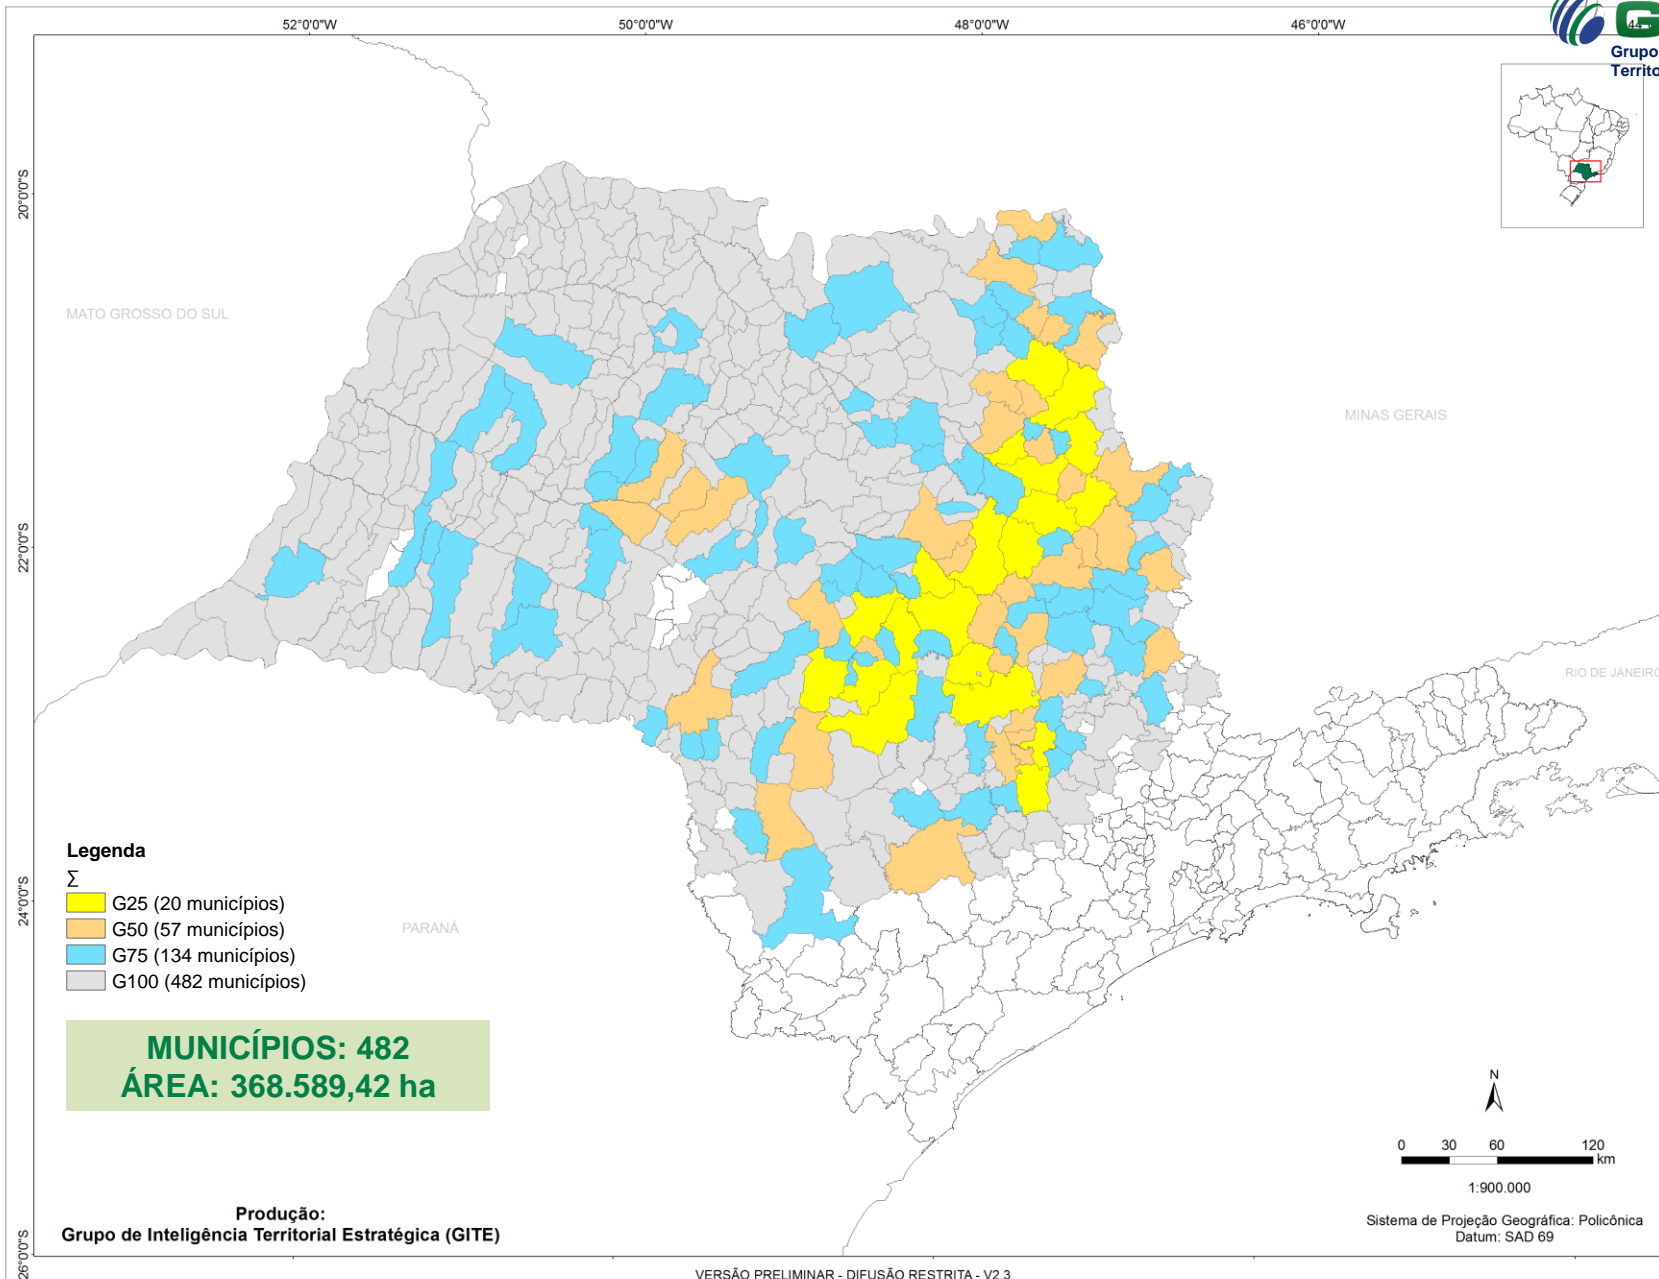 52°0'0"W
50°0'0"W
48°0'0"W
46°0'0"W
G
Grupo
Territo
20°0'0"S
22°0'0"S
24°0'0"S
26°0'0"S
MATO GROSSO DO SUL
MINAS GERAIS
RIO DE JANEIRO
PARANÁ
Legenda
Σ
G25 (20 municípios)
G50 (57 municípios)
G75 (134 municípios)
G100 (482 municípios)
MUNICÍPIOS: 482
ÁREA: 368.589,42 ha
N
0 30 60 120
km
1:900.000
Produção:
Grupo de Inteligência Territorial Estratégica (GITE)
Sistema de Projeção Geográfica: Policônica
Datum: SAD 69
VERSÃO PRELIMINAR - DIFUSÃO RESTRITA - V2.3